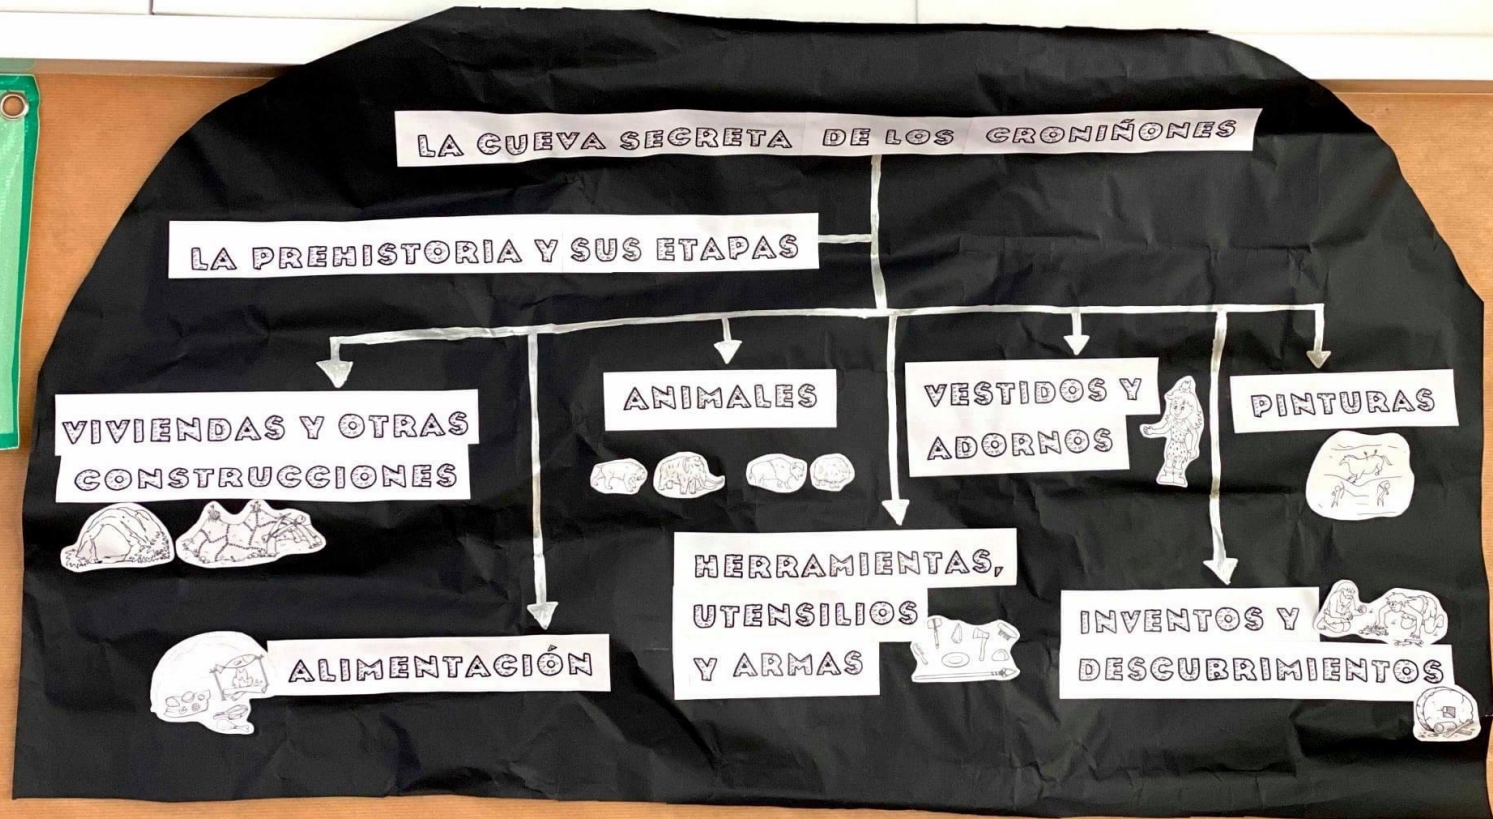 LA CUEVA SECRETA DE LOS CRONIÑONES
LA PREHISTORIA Y SUS ETAPAS
VIVIENDAS Y OTRAS
CONSTRUCCIONES
ALIMENTACIÓN
ANIMALES
HERRAMIENTAS,
UTENSILIOS
Y ARMAS
VESTIDOS Y
ADORNOS
INVENTOS Y
DESCUBRIMIENTOS
PINTURAS